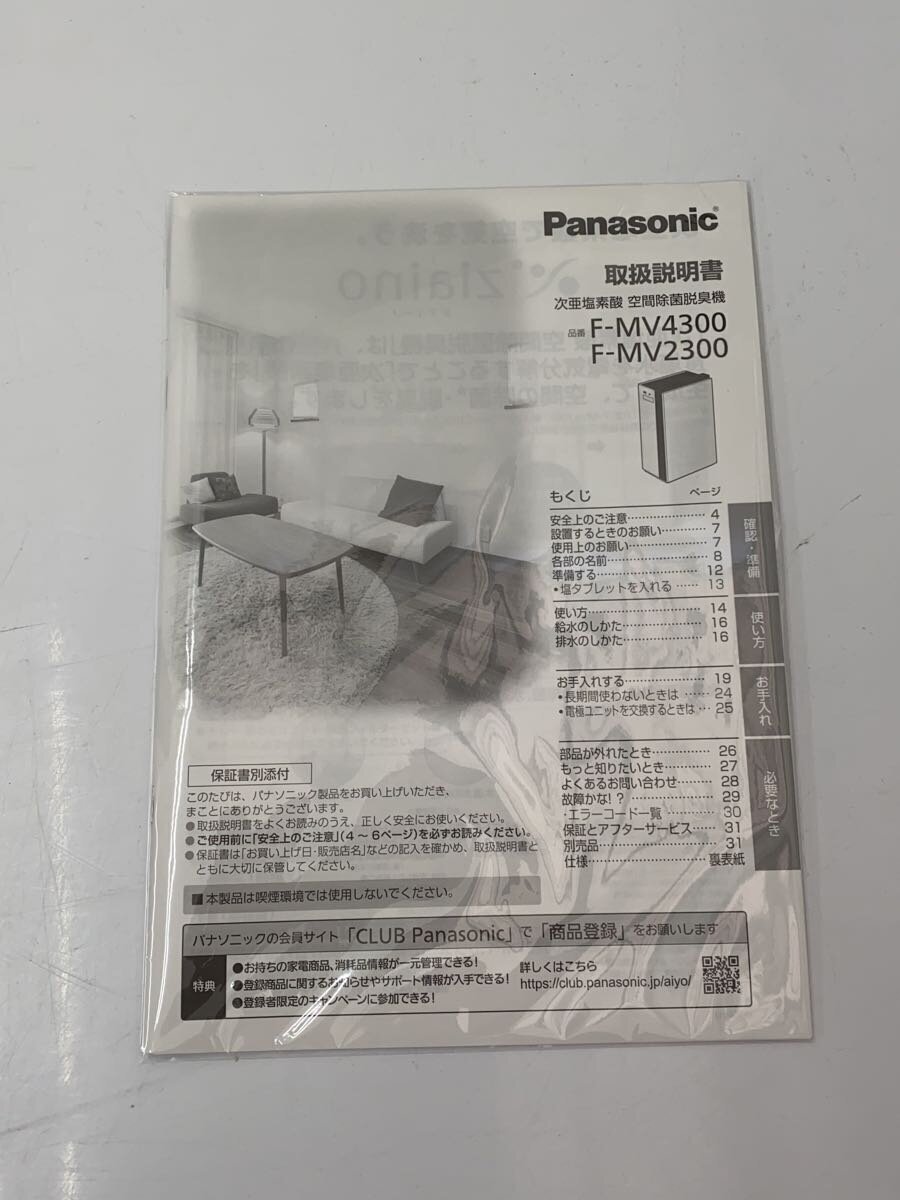 Panasonic®
取扱説明書
次亜塩素酸 空間除菌脱臭機
品番 F-MV4300
F-MV2300
もくじ ページ
安全上のご注意…………………… 4
設置するときのお願い…………… 7
使用上のお願い…………………… 7
各部の名前………………………… 8
準備する…………………………… 12
・塩タブレットを入れる …… 13
確認・準備
使い方……………………………… 14
給水のしかた……………………… 16
排水のしかた……………………… 16
使い方
お手入れする……………………… 19
・長期間使わないときは …… 24
・電極ユニットを交換するときは … 25
お手入れ
部品が外れたとき………………… 26
もっと知りたいとき……………… 27
よくあるお問い合わせ…………… 28
故障かな!？……………………… 29
・エラーコード一覧 ………… 30
保証とアフターサービス………… 31
別売品……………………………… 31
仕様………………………… 裏表紙
必要なとき
保証書別添付
このたびは、パナソニック製品をお買い上げいただき、
まことにありがとうございます。
●取扱説明書をよくお読みのうえ、正しく安全にお使いください。
●ご使用前に「安全上のご注意」(4 〜 6ページ)を必ずお読みください。
●保証書は「お買い上げ日・販売店名」などの記入を確かめ、取扱説明書と
ともに大切に保管してください。
■本製品は喫煙環境では使用しないでください。
パナソニックの会員サイト「CLUB Panasonic」で「商品登録」をお願いします
特典
●お持ちの家電商品、消耗品情報が一元管理できる!
●登録商品に関するお知らせやサポート情報が入手できる!
●登録者限定のキャンペーンに参加できる!
詳しくはこちら
https://club.panasonic.jp/aiyo/